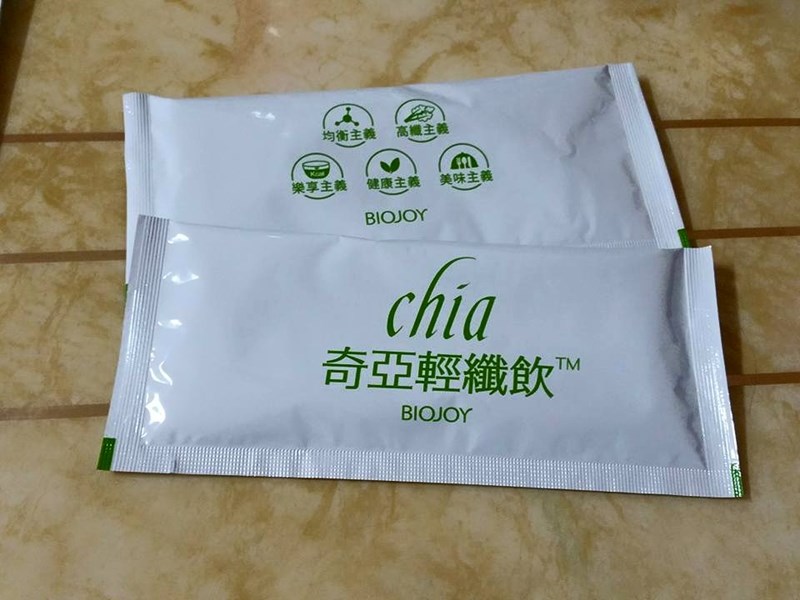 均衡主義 高纖主義
Kcal
樂享主義 健康主義 美味主義
BIOJOY
chia
奇亞輕纖飲™
BIOJOY